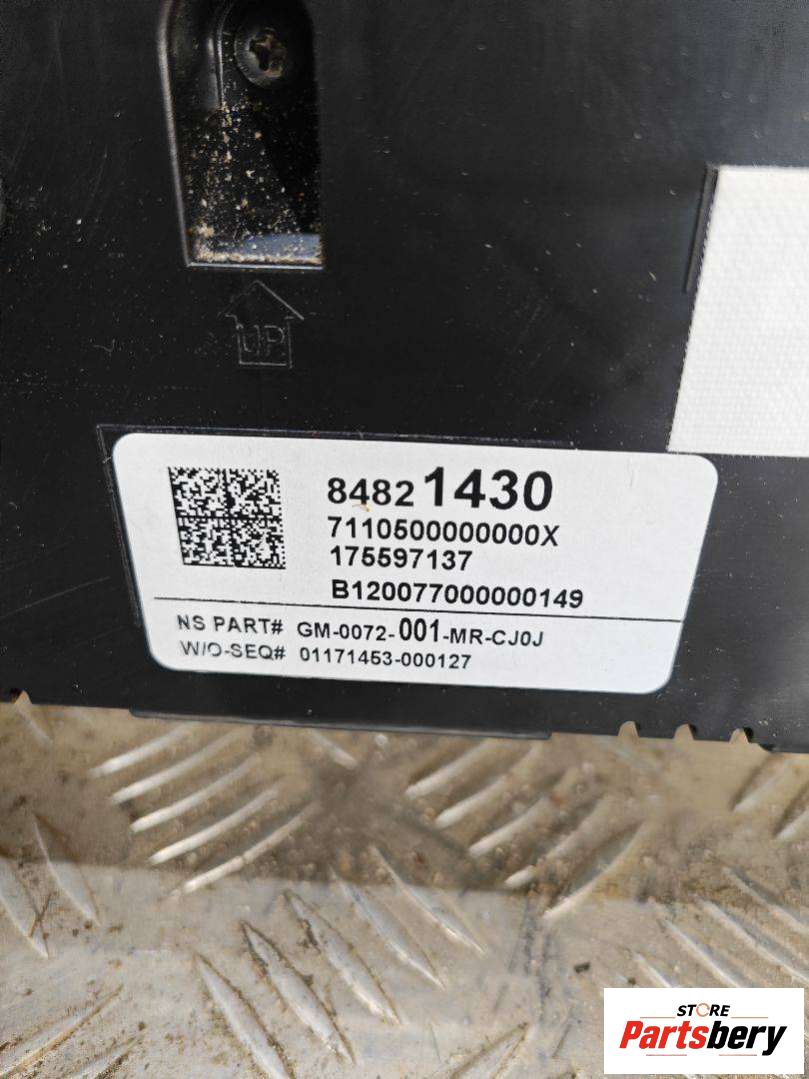 UP
84821430
7110500000000X
175597137
B120077000000149
NS PART# GM-0072-001-MR-CJ0J
W/O-SEQ# 01171453-000127
STORE
Partsbery